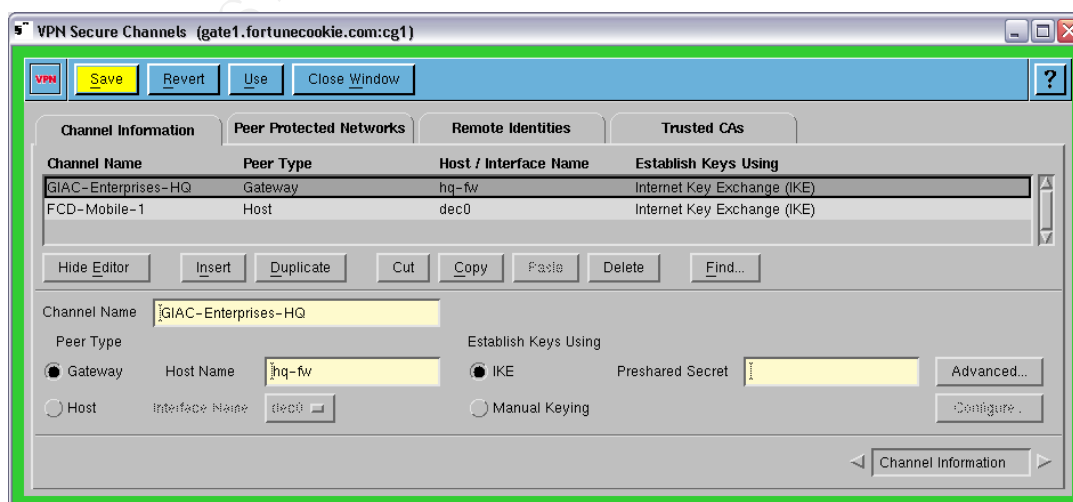 VPN Secure Channels (gate1.fortunecookie.com:cg1)
VPN Save Revert Use Close Window ?
Channel Information Peer Protected Networks Remote Identities Trusted CAs
Channel Name Peer Type Host / Interface Name Establish Keys Using
GIAC-Enterprises-HQ Gateway hq-fw Internet Key Exchange (IKE)
FCD-Mobile-1 Host dec0 Internet Key Exchange (IKE)
Hide Editor Insert Duplicate Cut Copy Paste Delete Find...
Channel Name GIAC-Enterprises-HQ
Peer Type Establish Keys Using
Gateway Host Name hq-fw IKE Preshared Secret Advanced...
Host Interface Name dec0 Manual Keying Configure..
Channel Information